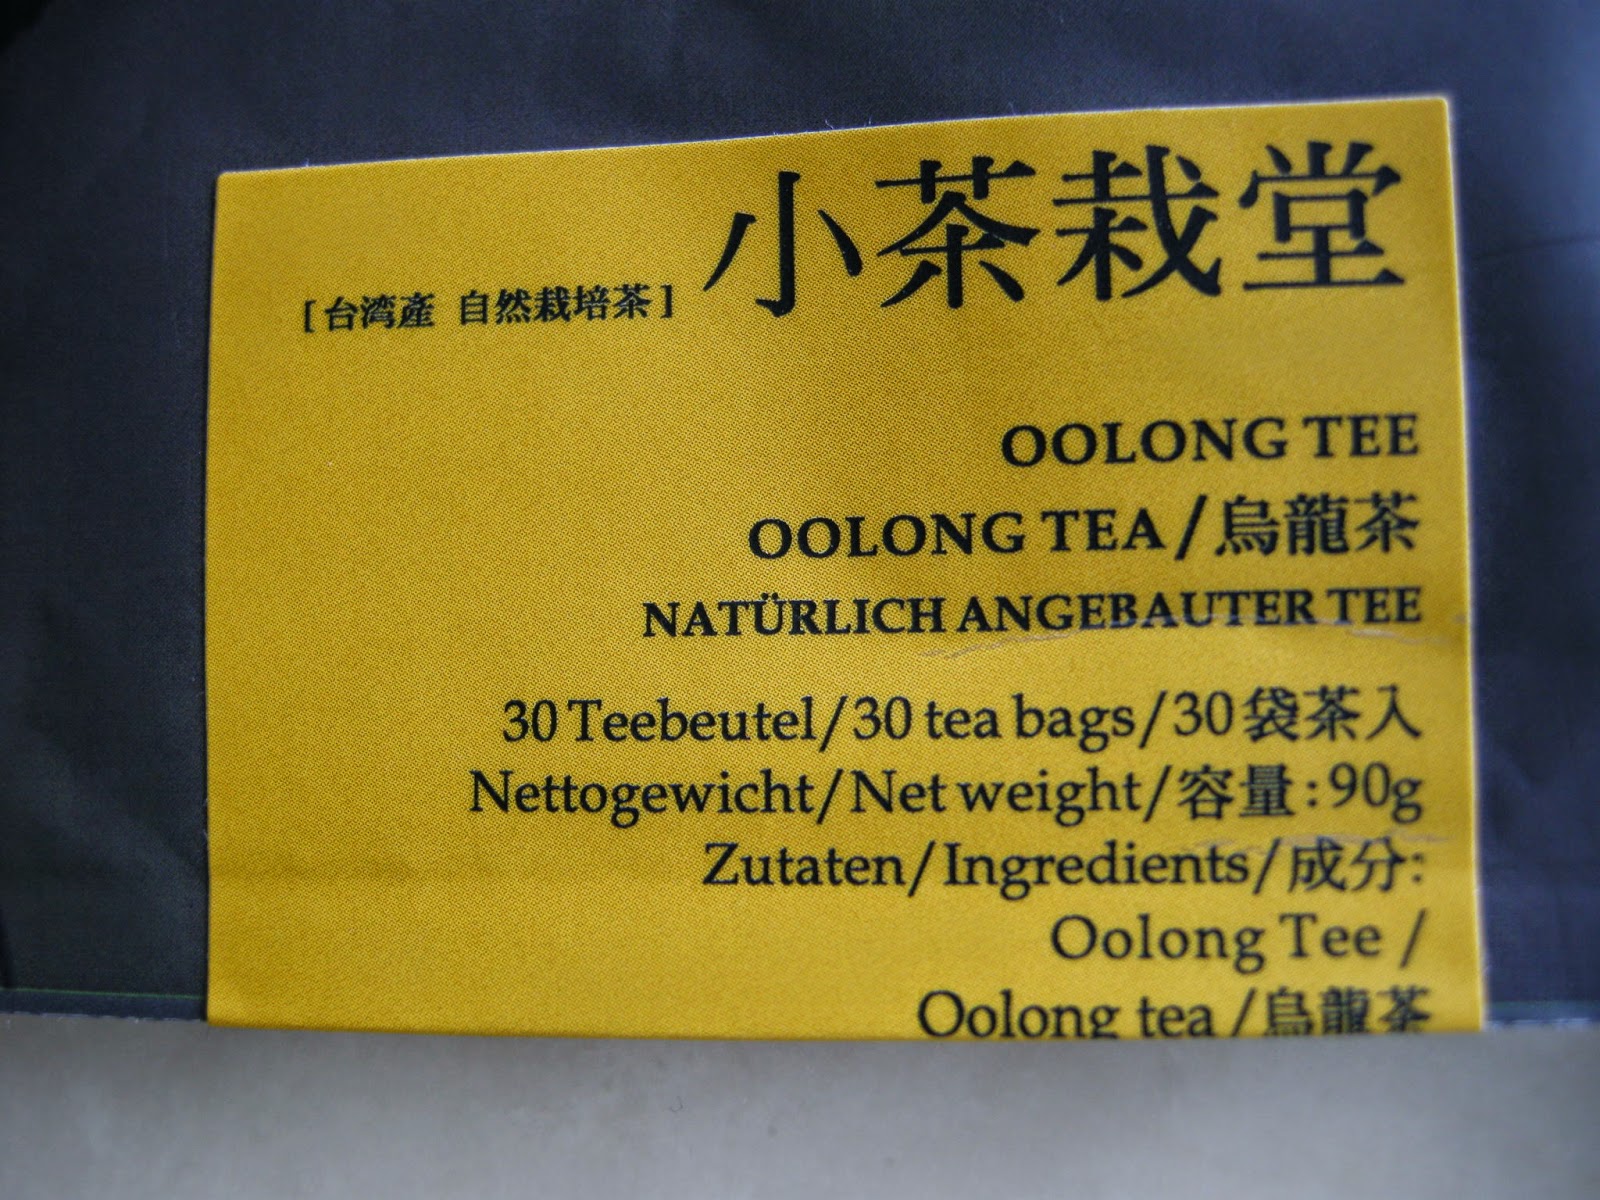 小茶栽堂
[台湾產 自然栽培茶]
OOLONG TEE
OOLONG TEA/烏龍茶
NATÜRLICH ANGEBAUTER TEE
30 Teebeutel/30 tea bags/30袋茶入
Nettogewicht/Net weight/容量:90g
Zutaten/Ingredients/成分:
Oolong Tee /
Oolong tea /烏龍茶